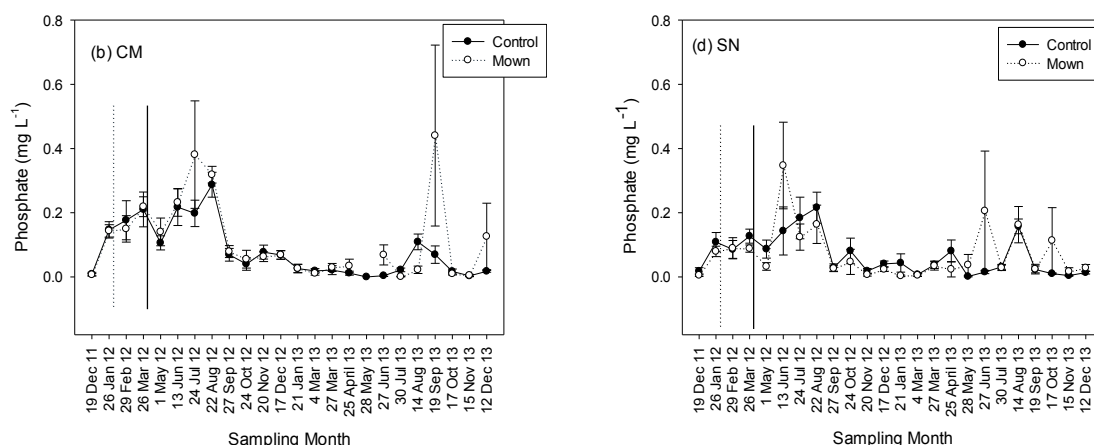 (b) CM
Control
Mown
0.8
0.6
0.4
0.2
0.0
Phosphate (mg L⁻¹)
19 Dec 11
26 Jan 12
29 Feb 12
26 Mar 12
1 May 12
13 Jun 12
24 Jul 12
22 Aug 12
27 Sep 12
24 Oct 12
20 Nov 12
17 Dec 12
21 Jan 13
4 Mar 13
27 Mar 13
25 April 13
28 May 13
27 Jun 13
30 Jul 13
14 Aug 13
19 Sep 13
17 Oct 13
15 Nov 13
12 Dec 13
Sampling Month
(d) SN
Control
Mown
0.8
0.6
0.4
0.2
0.0
Phosphate (mg L⁻¹)
19 Dec 11
26 Jan 12
29 Feb 12
26 Mar 12
1 May 12
13 Jun 12
24 Jul 12
22 Aug 12
27 Sep 12
24 Oct 12
20 Nov 12
17 Dec 12
21 Jan 13
4 Mar 13
27 Mar 13
25 April 13
28 May 13
27 Jun 13
30 Jul 13
14 Aug 13
19 Sep 13
17 Oct 13
15 Nov 13
12 Dec 13
Sampling Month